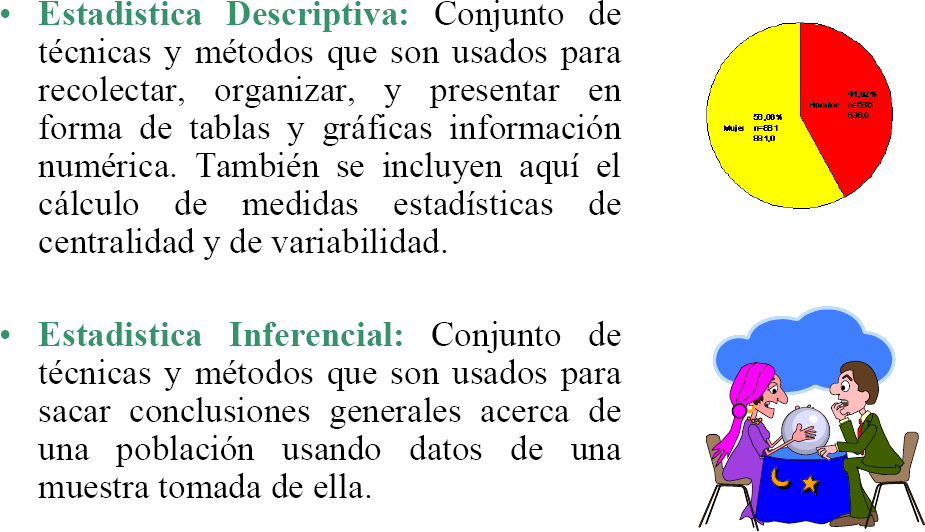 • Estadistica Descriptiva: Conjunto de
técnicas y métodos que son usados para
recolectar, organizar, y presentar en
forma de tablas y gráficas información
numérica. También se incluyen aquí el
cálculo de medidas estadísticas de
centralidad y de variabilidad.
41,92%
Hombre
58,08%
Mujer n=881
881,0
• Estadistica Inferencial: Conjunto de
técnicas y métodos que son usados para
sacar conclusiones generales acerca de
una población usando datos de una
muestra tomada de ella.